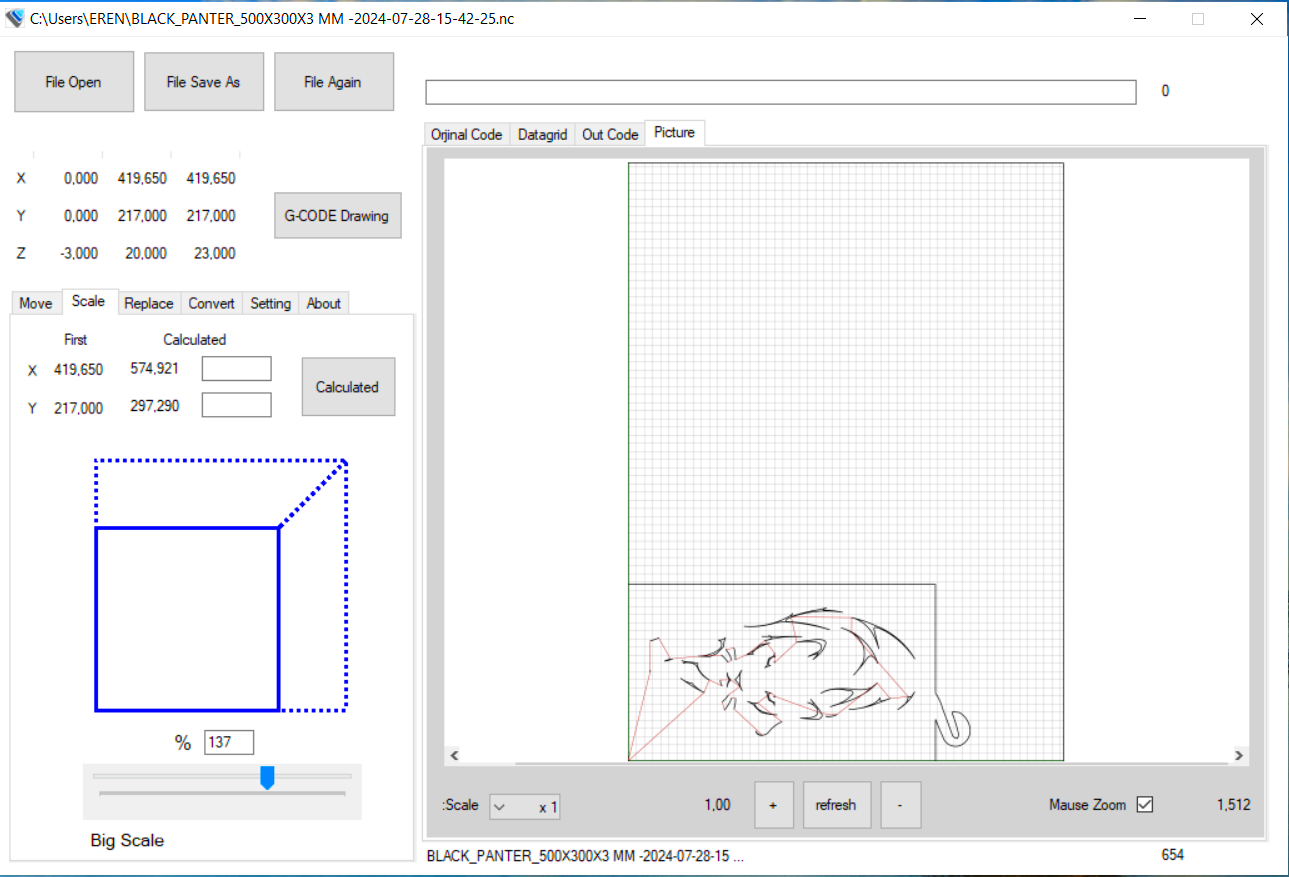 C:\Users\EREN\BLACK_PANTER_500X300X3 MM -2024-07-28-15-42-25.nc
File Open File Save As File Again
0
Orjinal Code Datagrid Out Code Picture
X 0,000 419,650 419,650
Y 0,000 217,000 217,000
Z -3,000 20,000 23,000
G-CODE Drawing
Move Scale Replace Convert Setting About
First Calculated
X 419,650 574,921
Y 217,000 297,290
Calculated
% 137
Big Scale
:Scale x 1 1,00 + refresh - Mause Zoom 1,512
BLACK_PANTER_500X300X3 MM -2024-07-28-15 ... 654